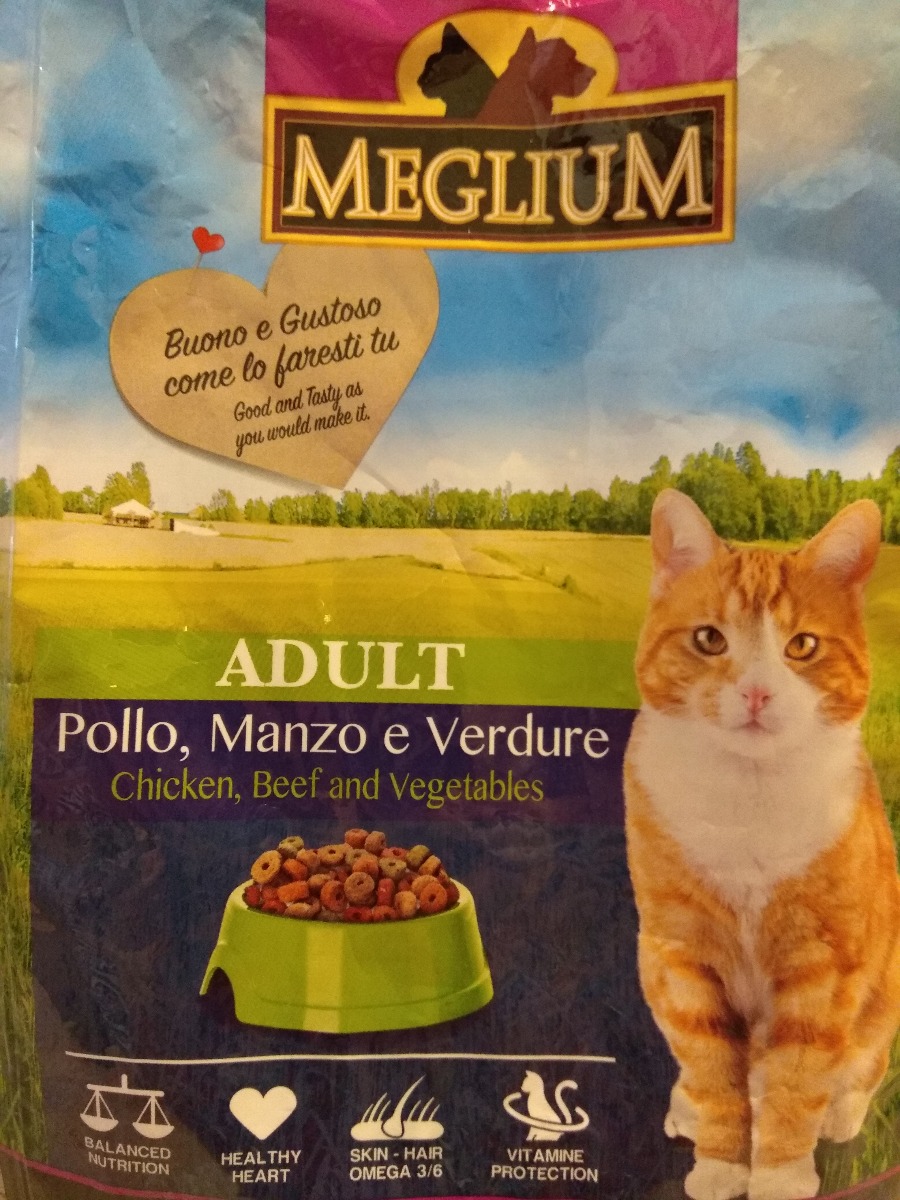 MEGLIUM
Buono e Gustoso
come lo faresti tu
Good and Tasty as
you would make it.
ADULT
Pollo, Manzo e Verdure
Chicken, Beef and Vegetables
BALANCED
NUTRITION
HEALTHY
HEART
SKIN - HAIR
OMEGA 3/6
VITAMINE
PROTECTION